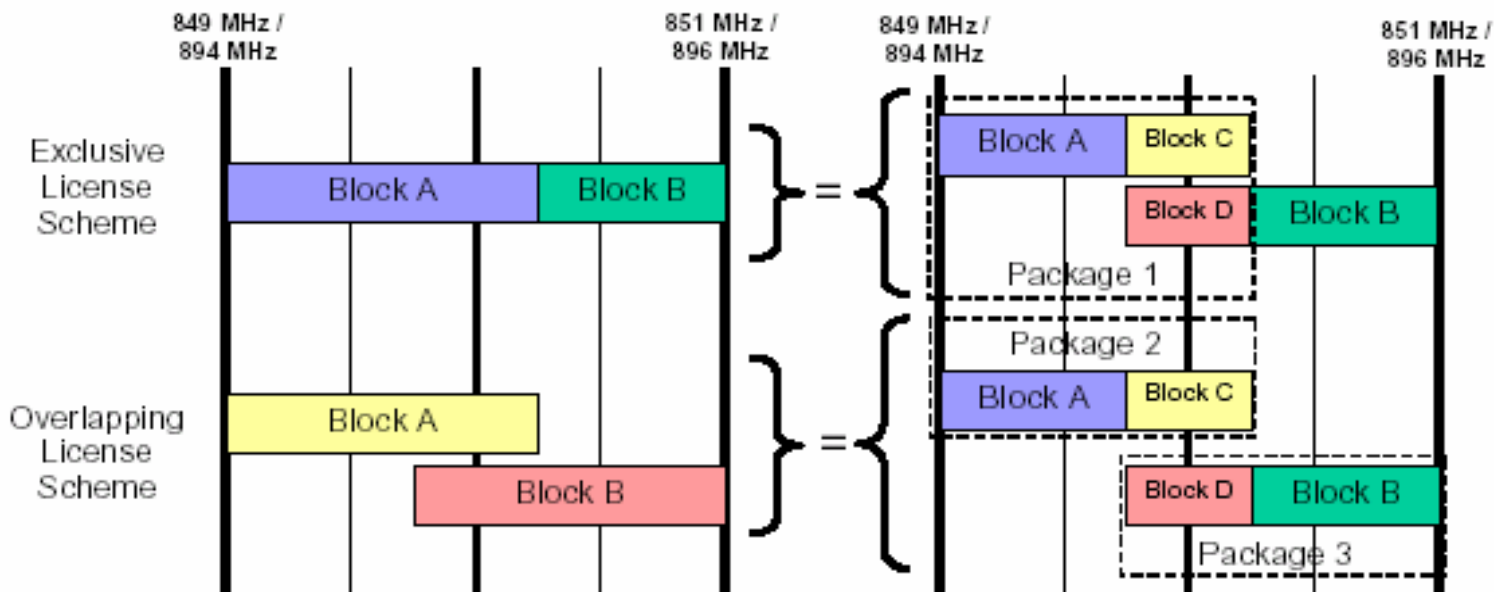 849 MHz /
894 MHz
851 MHz /
896 MHz
849 MHz /
894 MHz
851 MHz /
896 MHz
Exclusive
License
Scheme
Block A
Block B
=
Block A
Block C
Block D
Block B
Package 1
Overlapping
License
Scheme
Block A
Block B
=
Package 2
Block A
Block C
Block D
Block B
Package 3